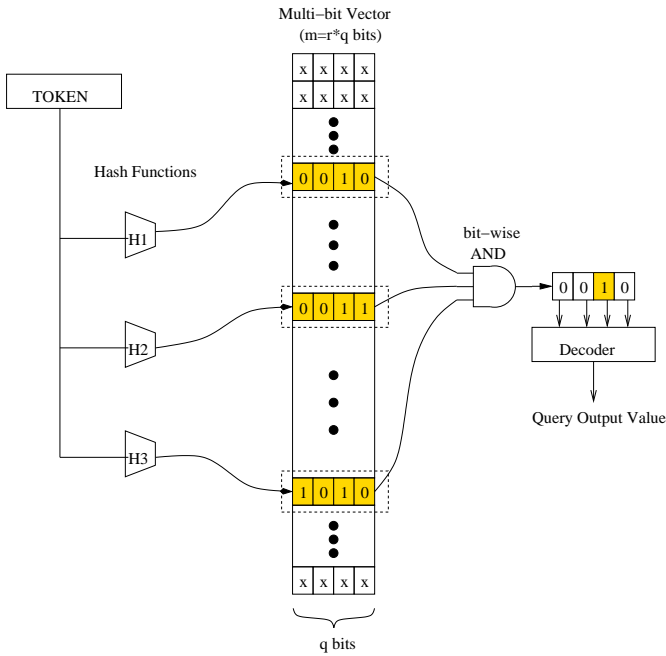 Multi−bit Vector
(m=r*q bits)
x x x x
x x x x
TOKEN
Hash Functions
0 0 1 0
H1
bit−wise
AND
0 0 1 0
0 0 1 1
H2
Decoder
Query Output Value
H3
1 0 1 0
x x x x
q bits